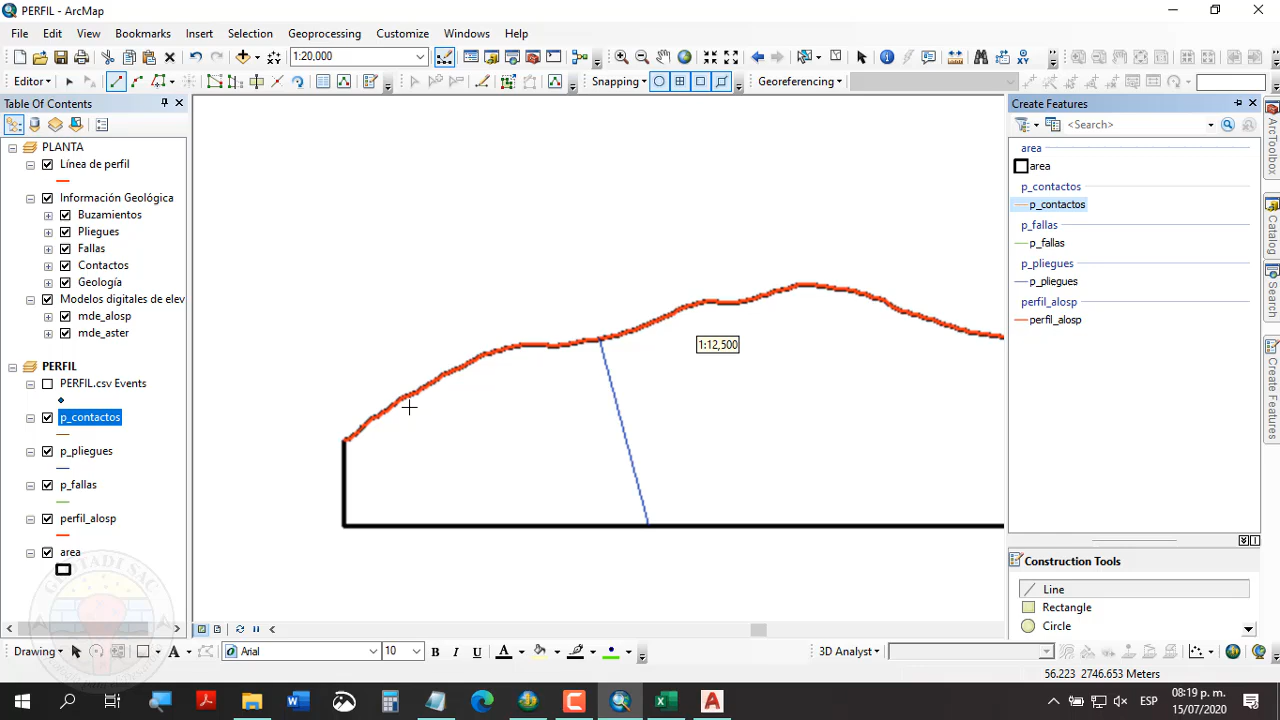 PERFIL - ArcMap
File Edit View Bookmarks Insert Selection Geoprocessing Customize Windows Help
1:20,000
Editor
Snapping
Georeferencing
Table Of Contents
PLANTA
Línea de perfil
Información Geológica
Buzamientos
Pliegues
Fallas
Contactos
Geología
Modelos digitales de elev
mde_alosp
mde_aster
PERFIL
PERFIL.csv Events
p_contactos
p_pliegues
p_fallas
perfil_alosp
area
1:12,500
Create Features
<Search>
area
area
p_contactos
p_contactos
p_fallas
p_fallas
p_pliegues
p_pliegues
perfil_alosp
perfil_alosp
Construction Tools
Line
Rectangle
Circle
ArcToolbox
Catalog
Search
Create Features
Drawing
A
Arial
10
B I U A
3D Analyst
56.223 2746.653 Meters
ESP
08:19 p. m.
15/07/2020